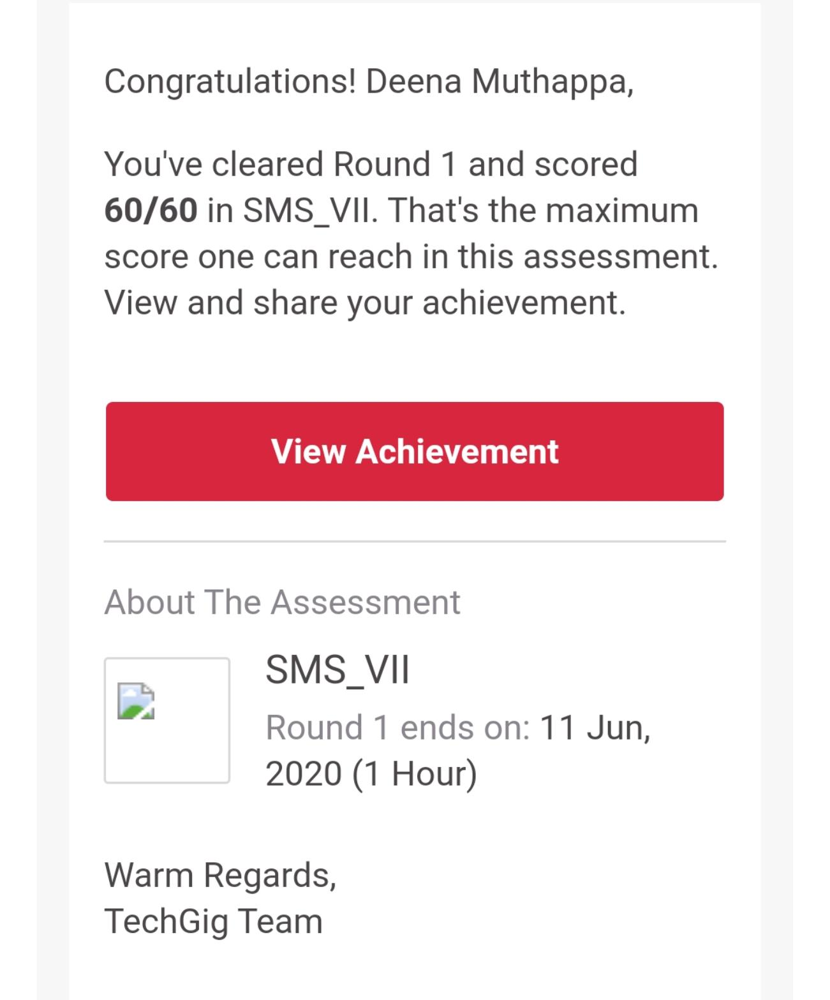 Congratulations! Deena Muthappa,
You've cleared Round 1 and scored
60/60 in SMS_VII. That's the maximum
score one can reach in this assessment.
View and share your achievement.
View Achievement
About The Assessment
SMS_VII
Round 1 ends on: 11 Jun,
2020 (1 Hour)
Warm Regards,
TechGig Team